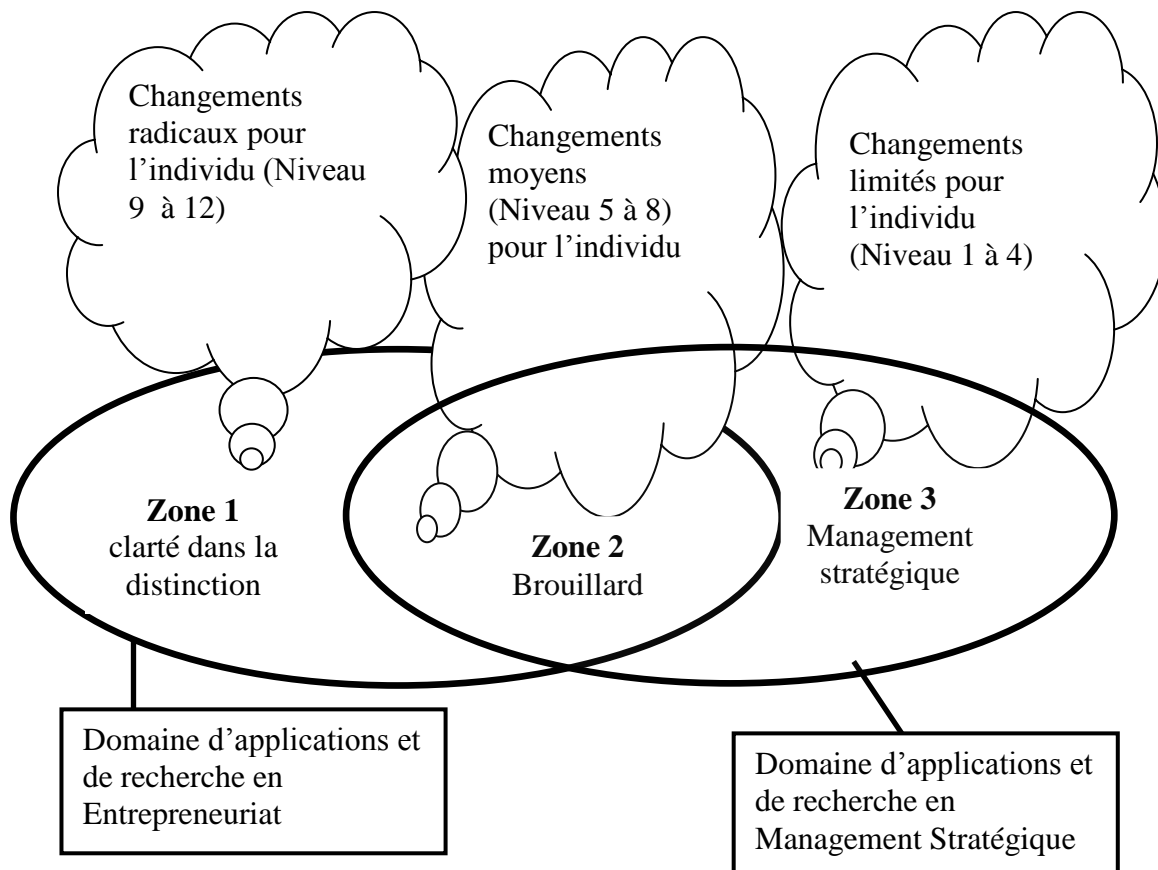 Changements
radicaux pour
l’individu (Niveau
9 à 12)
Changements
moyens
(Niveau 5 à 8)
pour l’individu
Changements
limités pour
l’individu
(Niveau 1 à 4)
Zone 1
clarté dans la
distinction
Zone 2
Brouillard
Zone 3
Management
stratégique
Domaine d’applications et
de recherche en
Entrepreneuriat
Domaine d’applications et
de recherche en
Management Stratégique